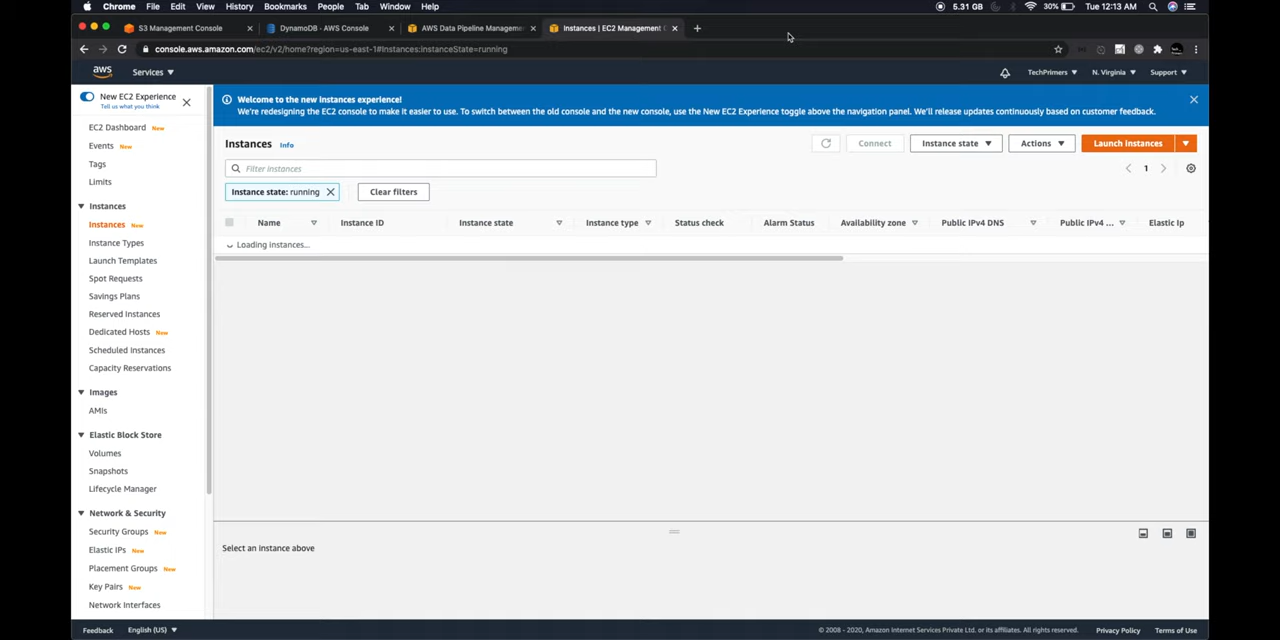 Chrome File Edit View History Bookmarks People Tab Window Help 5.31 GB 30% Tue 12:13 AM
S3 Management Console DynamoDB - AWS Console AWS Data Pipeline Manageme Instances | EC2 Management C
console.aws.amazon.com/ec2/v2/home?region=us-east-1#Instances:instanceState=running
aws Services TechPrimers N. Virginia Support
New EC2 Experience
Tell us what you think
Welcome to the new instances experience!
We're redesigning the EC2 console to make it easier to use. To switch between the old console and the new console, use the New EC2 Experience toggle above the navigation panel. We'll release updates continuously based on customer feedback.
EC2 Dashboard New
Events New
Tags
Limits
Instances
Instances New
Instance Types
Launch Templates
Spot Requests
Savings Plans
Reserved Instances
Dedicated Hosts New
Scheduled Instances
Capacity Reservations
Images
AMIs
Elastic Block Store
Volumes
Snapshots
Lifecycle Manager
Network & Security
Security Groups New
Elastic IPs New
Placement Groups New
Key Pairs New
Network Interfaces
Instances Info Connect Instance state Actions Launch instances
Filter instances 1
Instance state: running Clear filters
Name Instance ID Instance state Instance type Status check Alarm Status Availability zone Public IPv4 DNS Public IPv4 ... Elastic Ip
Loading instances...
Select an instance above
Feedback English (US) © 2008 - 2020, Amazon Internet Services Private Ltd. or its affiliates. All rights reserved. Privacy Policy Terms of Use